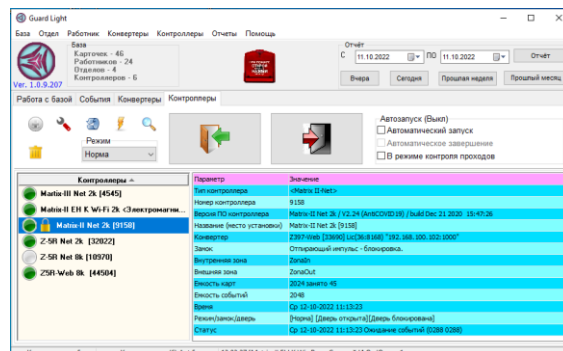 Guard Light
База Отдел Работник Конвертеры Контроллеры Отчеты Помощь
Ver. 1.0.9.207
База
Карточек - 46
Работников - 24
Отделов - 4
Контроллеров - 6
Отчёт
С 11.10.2022 ПО 11.10.2022 Отчёт
Вчера Сегодня Прошлая неделя Прошлый месяц
Работа с базой События Конвертеры Контроллеры
Режим
Норма
Автозапуск (Выкл)
Автоматический запуск
Автоматическое завершение
В режиме контроля проходов
Контроллеры
Matrix-III Net 2k [4545]
Matrix-II EH K Wi-Fi 2k <Электромагни...
Matrix-II Net 2k [9158]
Z-5R Net 2k [32022]
Z-5R Net 8k [10970]
Z5R-Web 8k [44504]
Параметр Значение
Тип контроллера <Matrix II-Net>
Номер контроллера 9158
Версия ПО контроллера Matrix-II Net 2k / V2.24 (AntiCOVID19) / build Dec 21 2020 15:47:26
Название (место установки) Matrix-II Net 2k [9158]
Конвертер Z397-Web [33690] Lic(36:8168) "192.168.100.102:1000"
Замок Отпирающий импульс - блокировка.
Внутренняя зона ZonaIn
Внешняя зона ZonaOut
Емкость карт 2024 занято 45
Емкость событий 2048
Время Ср 12-10-2022 11:13:23
Режим/замок/дверь [Норма] [Дверь открыта][Дверь блокирована]
Статус Ср 12-10-2022 11:13:23 Ожидание событий (0288 0288)